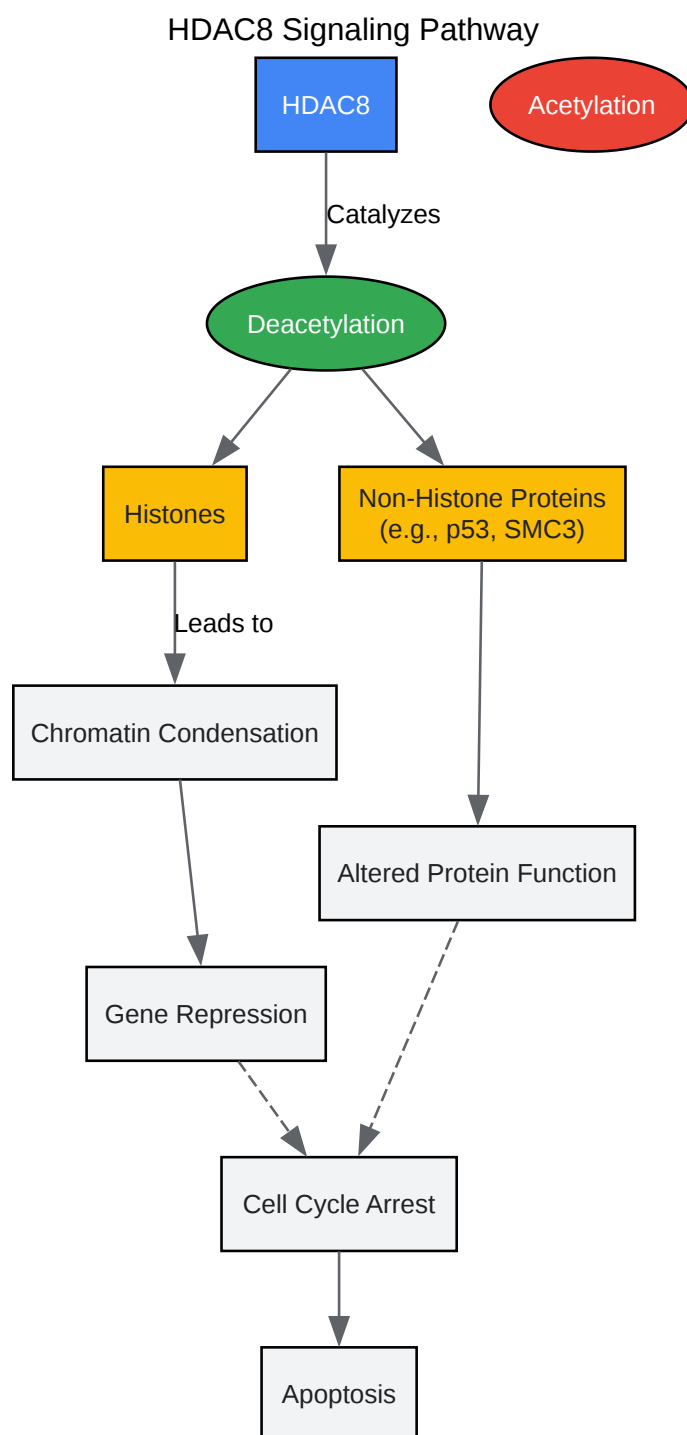 HDAC8 Signaling Pathway
HDAC8
Acetylation
Catalyzes
Deacetylation
Histones
Non-Histone Proteins
(e.g., p53, SMC3)
Leads to
Chromatin Condensation
Altered Protein Function
Gene Repression
Cell Cycle Arrest
Apoptosis